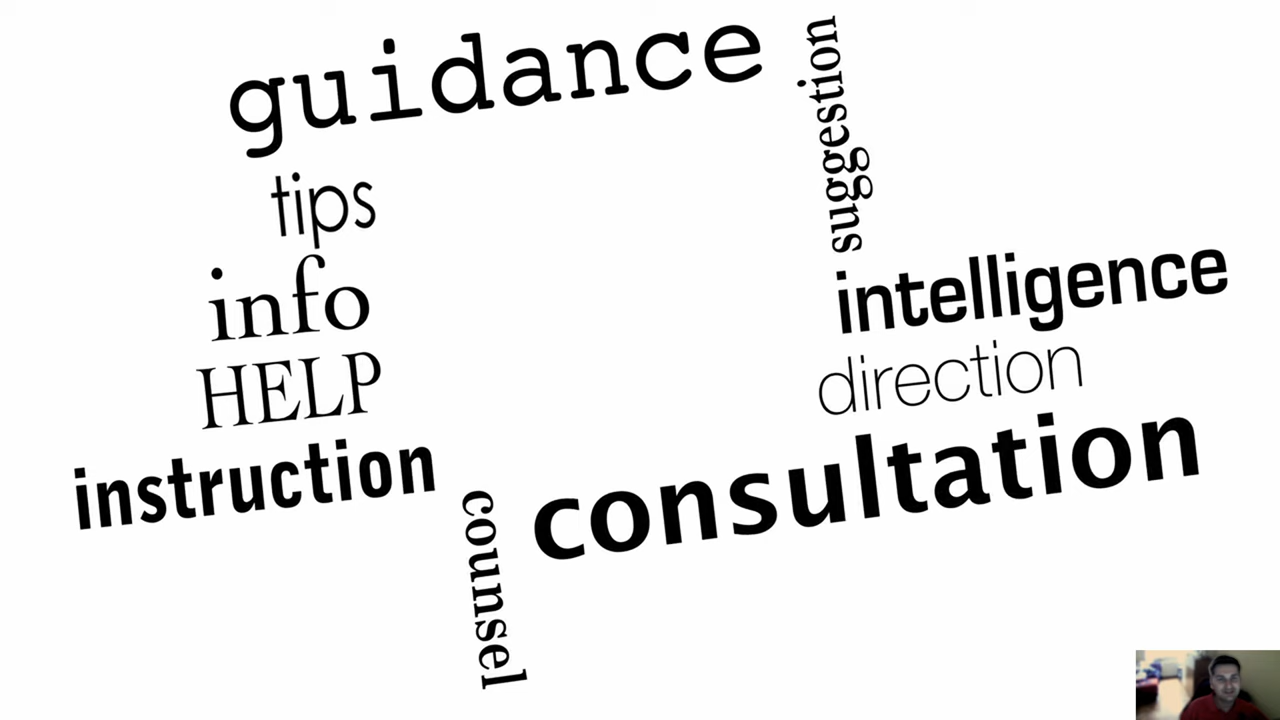 guidance
suggestion
tips
info
intelligence
HELP
direction
instruction
consultation
counsel